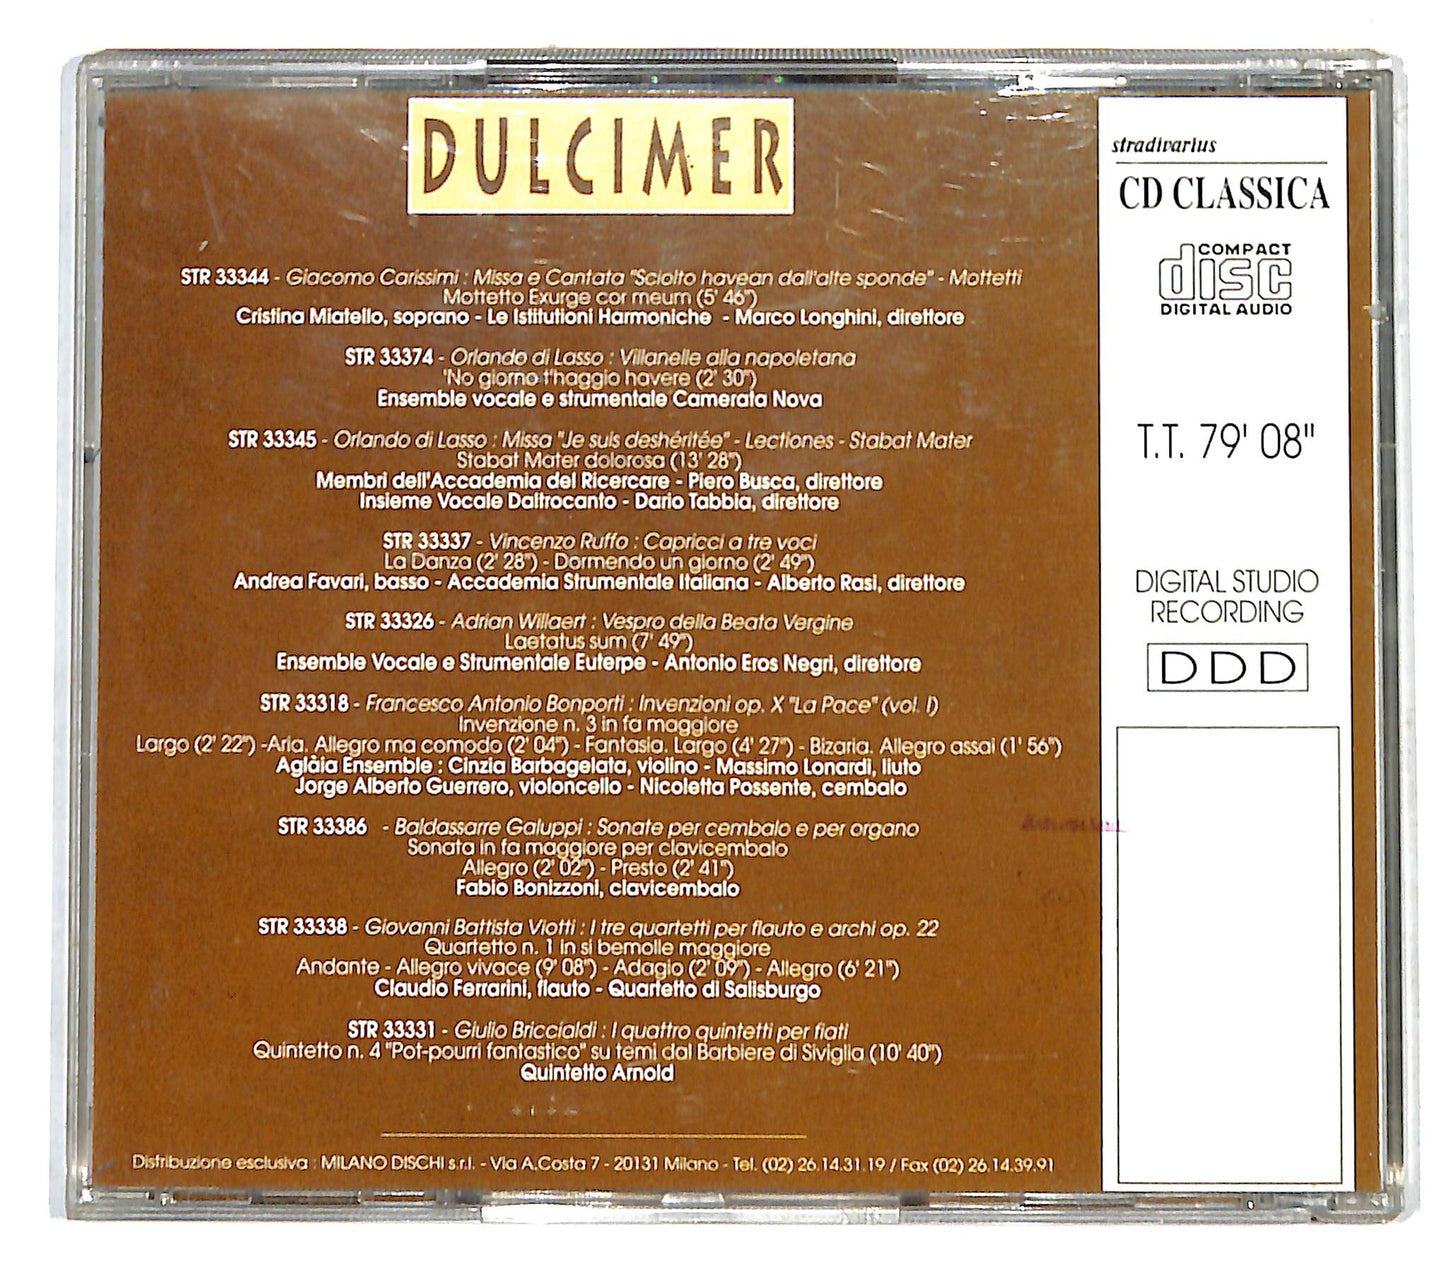 DULCIMER
STR 33344 - Giacomo Carissimi : Missa e Cantata "Sciolto havean dall'alte sponde" - Mottetti
Mottetto Exurge cor meum (5' 46")
Cristina Miatello, soprano - Le Istitutioni Harmoniche - Marco Longhini, direttore
STR 33374 - Orlando di Lasso : Villanelle alla napoletana
'No giorno t'haggio havere (2' 30")
Ensemble vocale e strumentale Camerata Nova
STR 33345 - Orlando di Lasso : Missa "Je suis deshéritée" - Lectiones - Stabat Mater
Stabat Mater dolorosa (13' 28")
Membri dell'Accademia del Ricercare - Piero Busca, direttore
Insieme Vocale Daltrocanto - Dario Tabbia, direttore
STR 33337 - Vincenzo Ruffo : Capricci a tre voci
La Danza (2' 28") - Dormendo un giorno (2' 49")
Andrea Favari, basso - Accademia Strumentale Italiana - Alberto Rasi, direttore
STR 33326 - Adrian Willaert : Vespro della Beata Vergine
Laetatus sum (7' 49")
Ensemble Vocale e Strumentale Euterpe - Antonio Eros Negri, direttore
STR 33318 - Francesco Antonio Bonporti : Invenzioni op. X "La Pace" (vol. I)
Invenzione n. 3 in fa maggiore
Largo (2' 22") -Aria. Allegro ma comodo (2' 04") - Fantasia. Largo (4' 27") - Bizaria. Allegro assai (1' 56")
Aglàia Ensemble : Cinzia Barbagelata, violino - Massimo Lonardi, liuto
Jorge Alberto Guerrero, violoncello - Nicoletta Possente, cembalo
STR 33386 - Baldassarre Galuppi : Sonate per cembalo e per organo
Sonata in fa maggiore per clavicembalo
Allegro (2' 02") - Presto (2' 41")
Fabio Bonizzoni, clavicembalo
STR 33338 - Giovanni Battista Viotti : I tre quartetti per flauto e archi op. 22
Quartetto n. 1 in si bemolle maggiore
Andante - Allegro vivace (9' 08") - Adagio (2' 09") - Allegro (6' 21")
Claudio Ferrarini, flauto - Quartetto di Salisburgo
STR 33331 - Giulio Briccialdi : I quattro quintetti per fiati
Quintetto n. 4 "Pot-pourri fantastico" su temi dal Barbiere di Siviglia (10' 40")
Quintetto Arnold
Distribuzione esclusiva : MILANO DISCHI s.r.l. - Via A.Costa 7 - 20131 Milano - Tel. (02) 26.14.31.19 / Fax (02) 26.14.39.91
stradivarius
CD CLASSICA
COMPACT
disc
DIGITAL AUDIO
T.T. 79' 08"
DIGITAL STUDIO
RECORDING
DDD